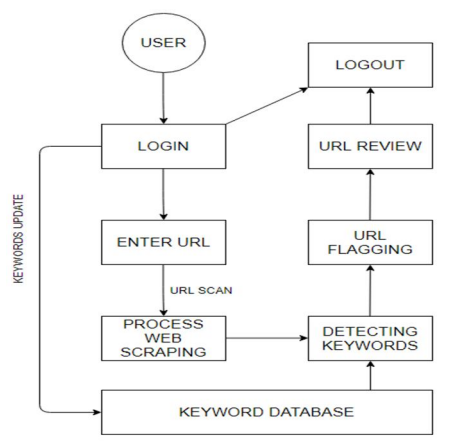 USER
LOGOUT
LOGIN
URL REVIEW
KEYWORDS UPDATE
ENTER URL
URL
FLAGGING
URL SCAN
PROCESS
WEB
SCRAPING
DETECTING
KEYWORDS
KEYWORD DATABASE